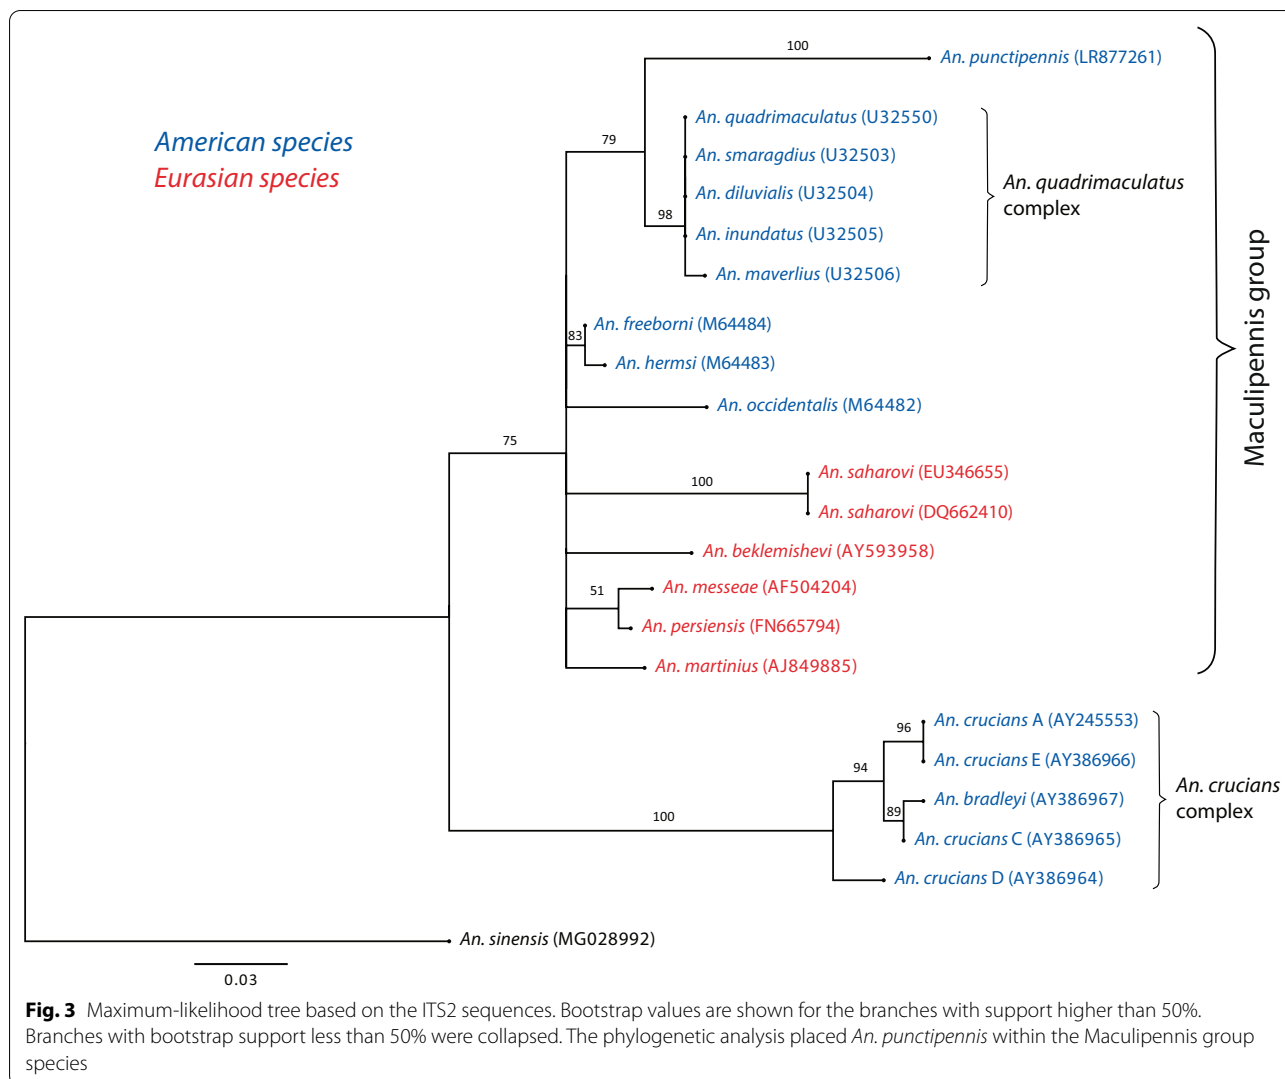 American species
Eurasian species
100
An. punctipennis (LR877261)
79
An. quadrimaculatus (U32550)
An. smaragdius (U32503)
An. diluvialis (U32504)
98
An. inundatus (U32505)
An. maverlius (U32506)
An. quadrimaculatus
complex
83
An. freeborni (M64484)
An. hermsi (M64483)
An. occidentalis (M64482)
75
100
An. saharovi (EU346655)
An. saharovi (DQ662410)
An. beklemishevi (AY593958)
51
An. messeae (AF504204)
An. persiensis (FN665794)
An. martinius (AJ849885)
Maculipennis group
96
An. crucians A (AY245553)
An. crucians E (AY386966)
94
89
An. bradleyi (AY386967)
An. crucians C (AY386965)
100
An. crucians D (AY386964)
An. crucians
complex
An. sinensis (MG028992)
0.03
Fig. 3 Maximum-likelihood tree based on the ITS2 sequences. Bootstrap values are shown for the branches with support higher than 50%.
Branches with bootstrap support less than 50% were collapsed. The phylogenetic analysis placed An. punctipennis within the Maculipennis group
species